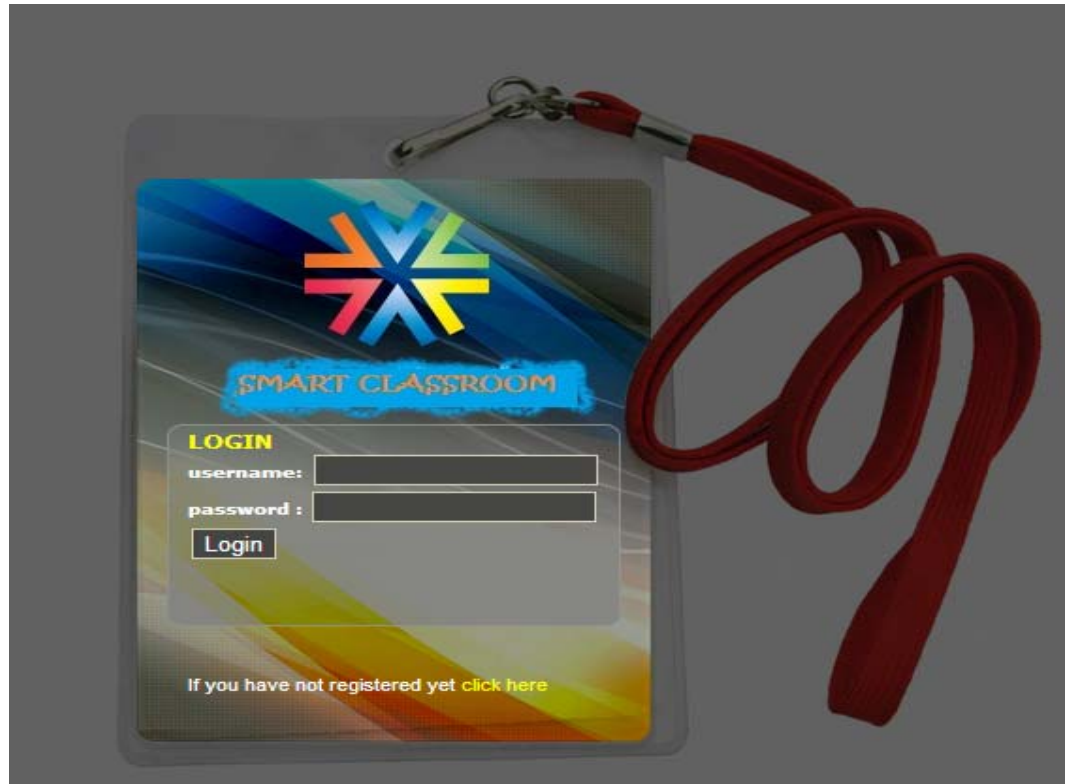 SMART CLASSROOM
LOGIN
username:
password :
Login
If you have not registered yet click here